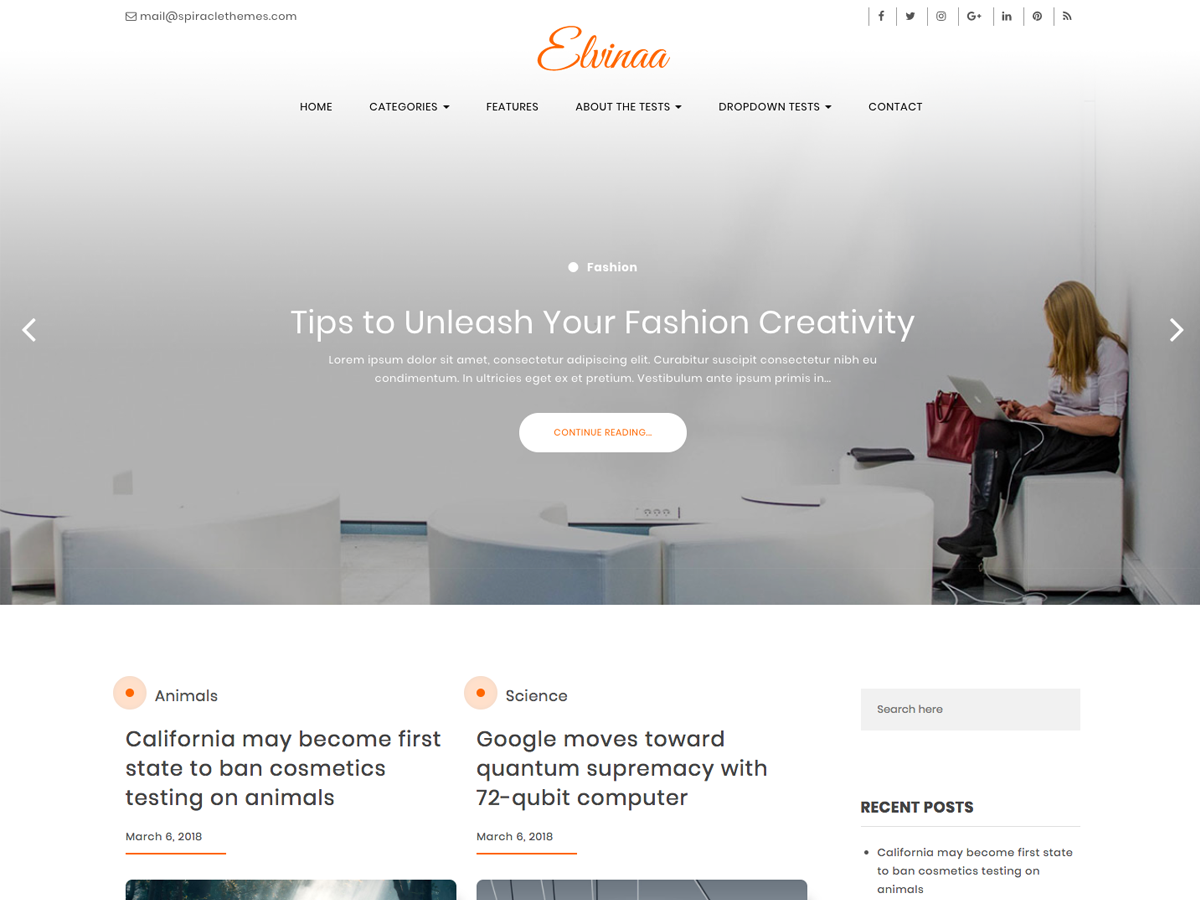 mail@spiraclethemes.com
Elvinaa
HOME CATEGORIES FEATURES ABOUT THE TESTS DROPDOWN TESTS CONTACT
Fashion
Tips to Unleash Your Fashion Creativity
Lorem ipsum dolor sit amet, consectetur adipiscing elit. Curabitur suscipit consectetur nibh eu
condimentum. In ultricies eget ex et pretium. Vestibulum ante ipsum primis in...
CONTINUE READING...
Animals
California may become first
state to ban cosmetics
testing on animals
March 6, 2018
Science
Google moves toward
quantum supremacy with
72-qubit computer
March 6, 2018
Search here
RECENT POSTS
California may become first state
to ban cosmetics testing on
animals